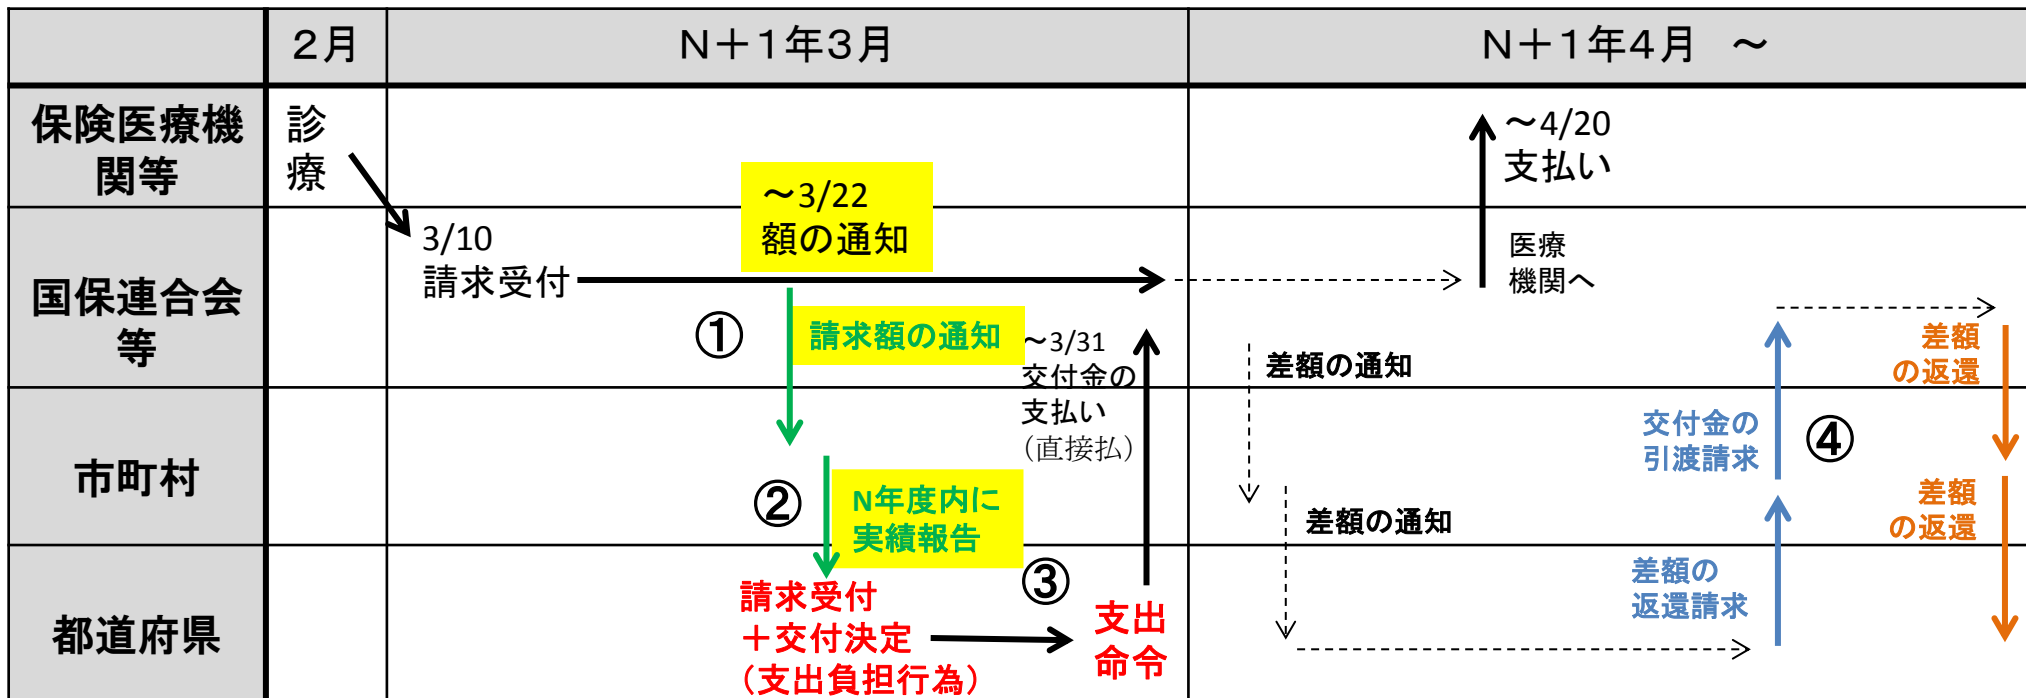 ２月
Ｎ＋１年３月
Ｎ＋１年４月　～
保険医療機
関等
診
療
～3/22
額の通知
～4/20
支払い
国保連合会
等
3/10
請求受付
医療
機関へ
①
請求額の通知
～3/31
交付金の
支払い
（直接払）
差額の通知
差額
の返還
市町村
②
N年度内に
実績報告
差額の通知
交付金の
引渡請求
④
差額
の返還
都道府県
請求受付
＋交付決定
（支出負担行為）
③
支出
命令
差額の
返還請求